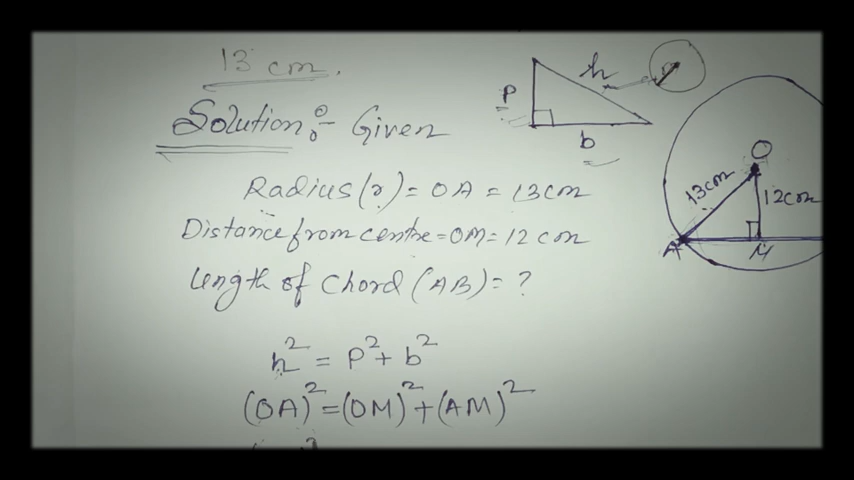 13 cm.
Solution:- Given
Radius(r) = OA = 13cm
Distance from centre = OM = 12 cm
Length of Chord (AB) = ?
h² = p² + b²
(OA)² = (OM)² + (AM)²
P
h
b
O
13cm
12cm
A
M